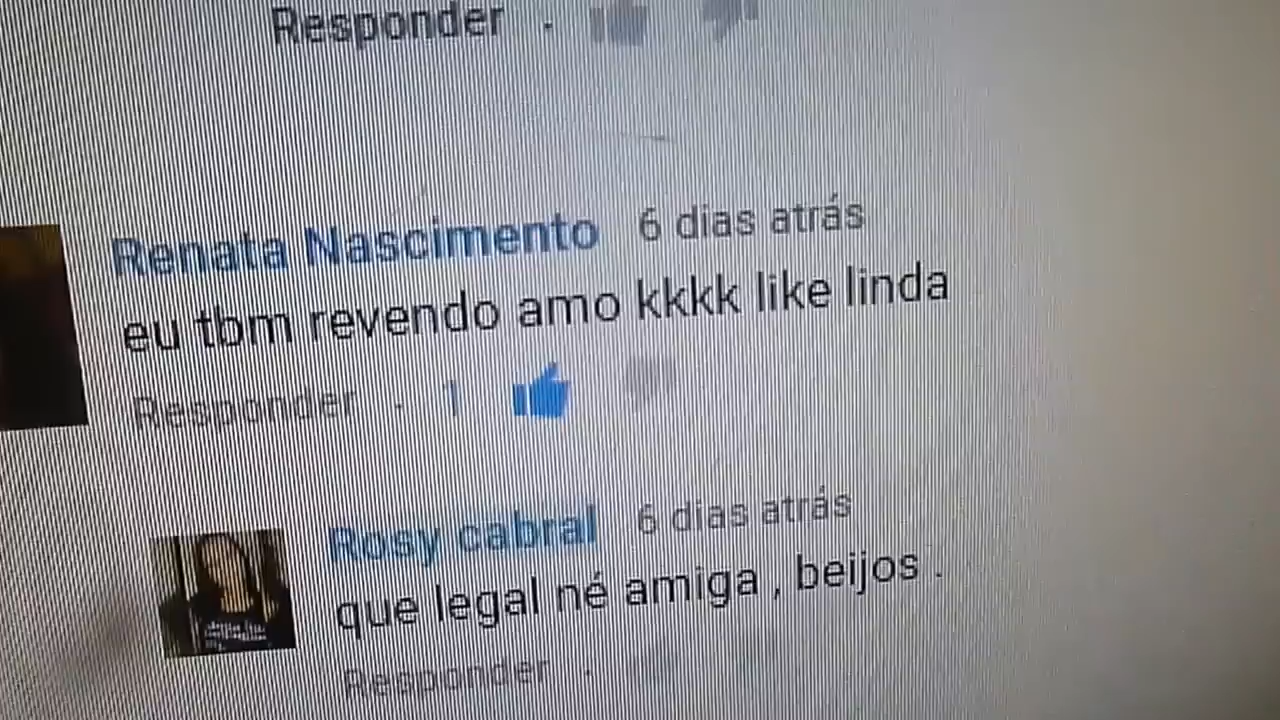 Responder ·
Renata Nascimento 6 dias atrás
eu tbm revendo amo kkkk like linda
Responder · 1
Rosy cabral 6 dias atrás
que legal né amiga , beijos .
Responder ·